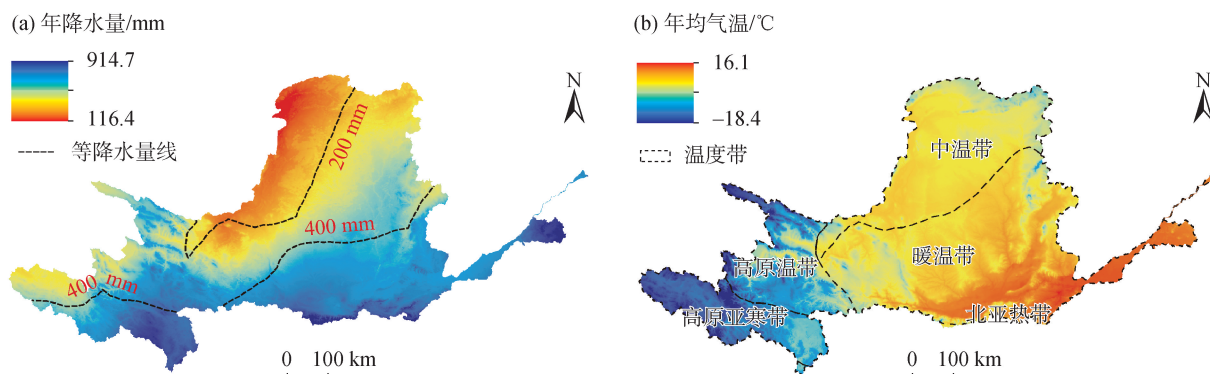 (a) 年降水量/mm
914.7
116.4
等降水量线
N
200 mm
400 mm
400 mm
0 100 km
(b) 年均气温/℃
16.1
–18.4
温度带
N
中温带
暖温带
高原温带
高原亚寒带
北亚热带
0 100 km